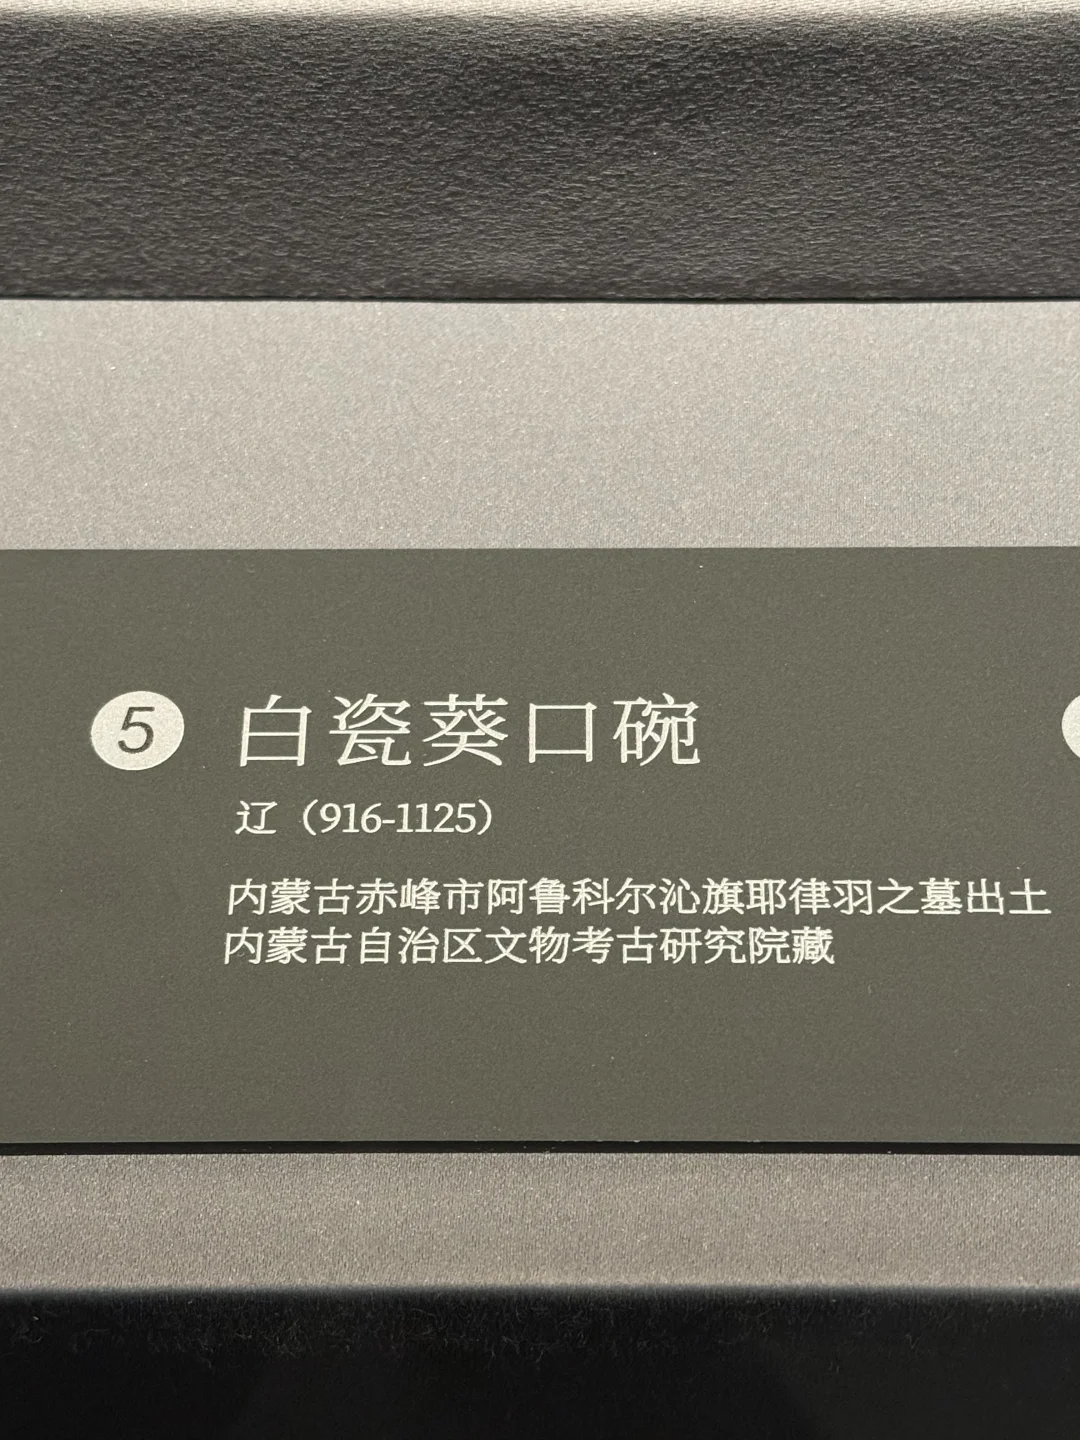 5 白瓷葵口碗
辽（916-1125）
内蒙古赤峰市阿鲁科尔沁旗耶律羽之墓出土
内蒙古自治区文物考古研究院藏